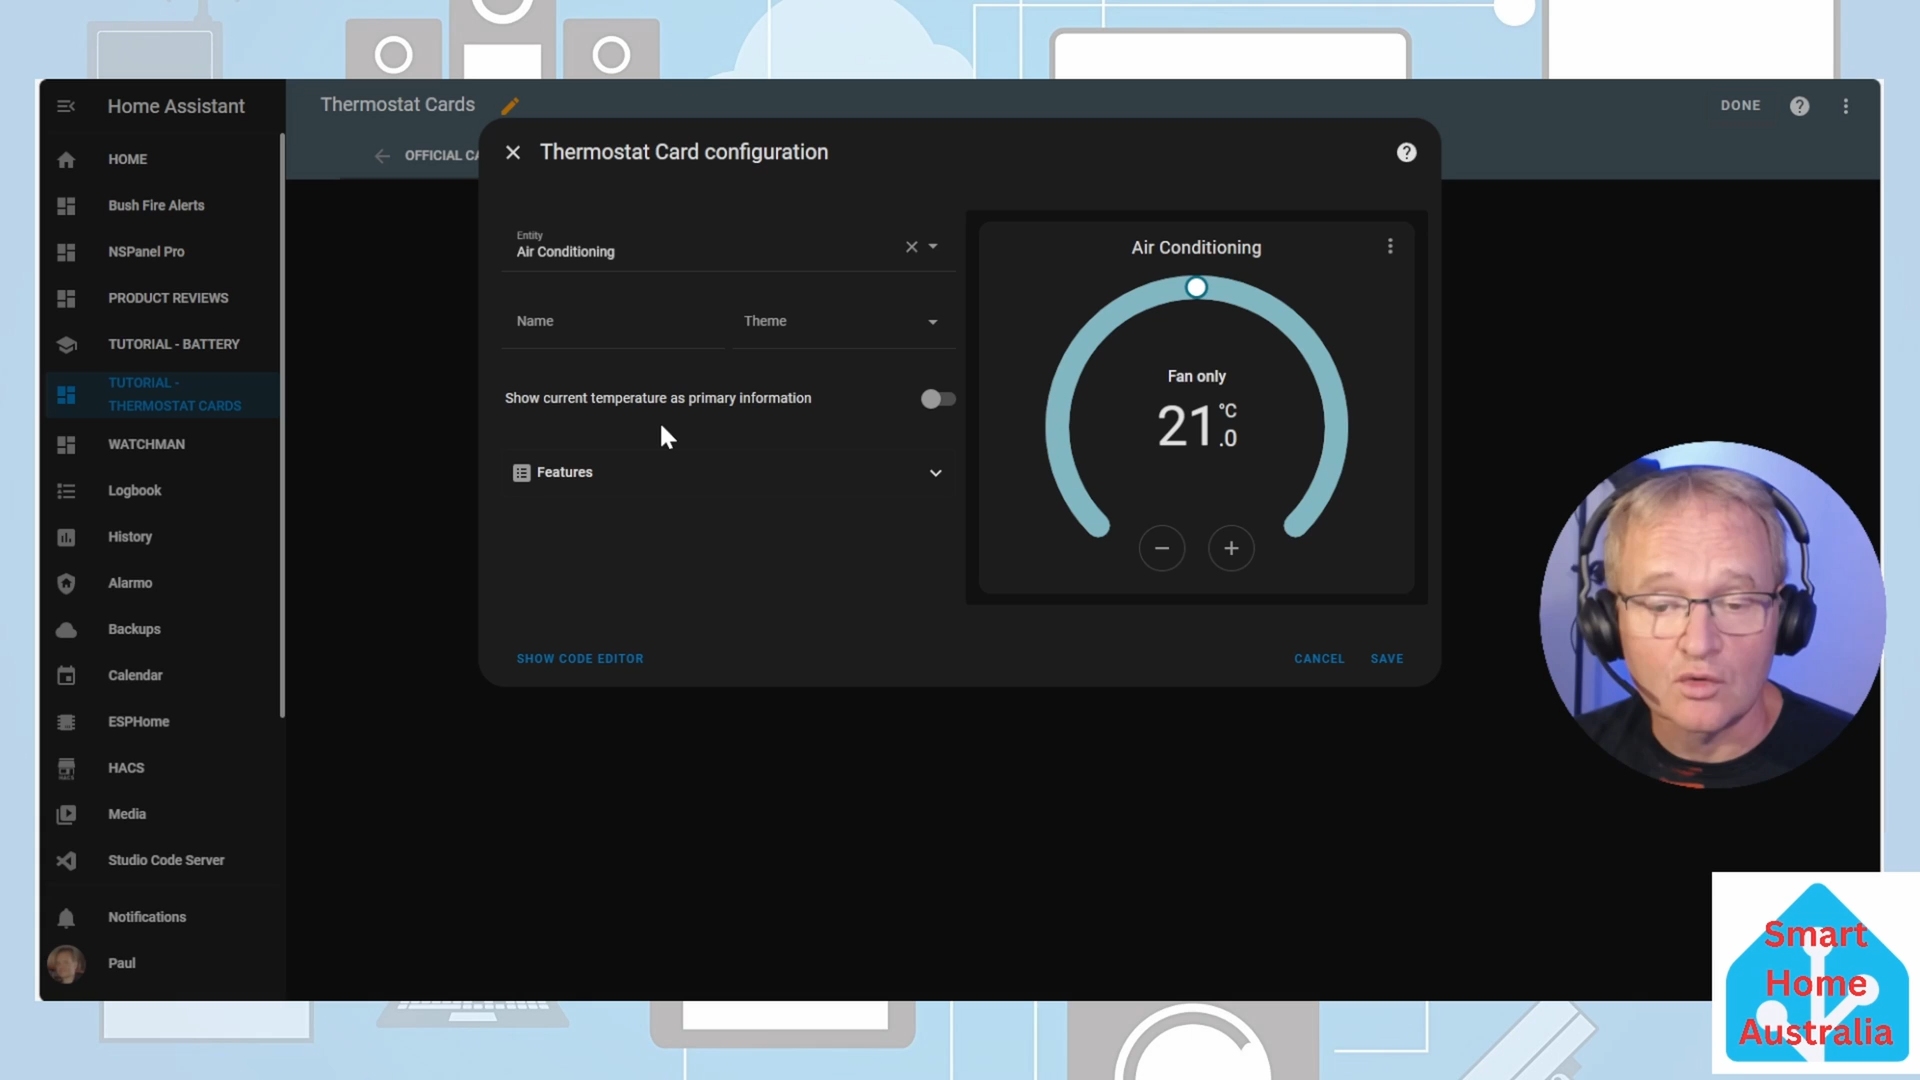 Home Assistant
HOME
Bush Fire Alerts
NSPanel Pro
PRODUCT REVIEWS
TUTORIAL - BATTERY
TUTORIAL -
THERMOSTAT CARDS
WATCHMAN
Logbook
History
Alarmo
Backups
Calendar
ESPHome
HACS
Media
Studio Code Server
Notifications
Paul
Thermostat Cards
DONE
OFFICIAL CA
Thermostat Card configuration
Entity
Air Conditioning
Name
Theme
Show current temperature as primary information
Features
SHOW CODE EDITOR
Air Conditioning
Fan only
21.0 °C
CANCEL
SAVE
Smart
Home
Australia